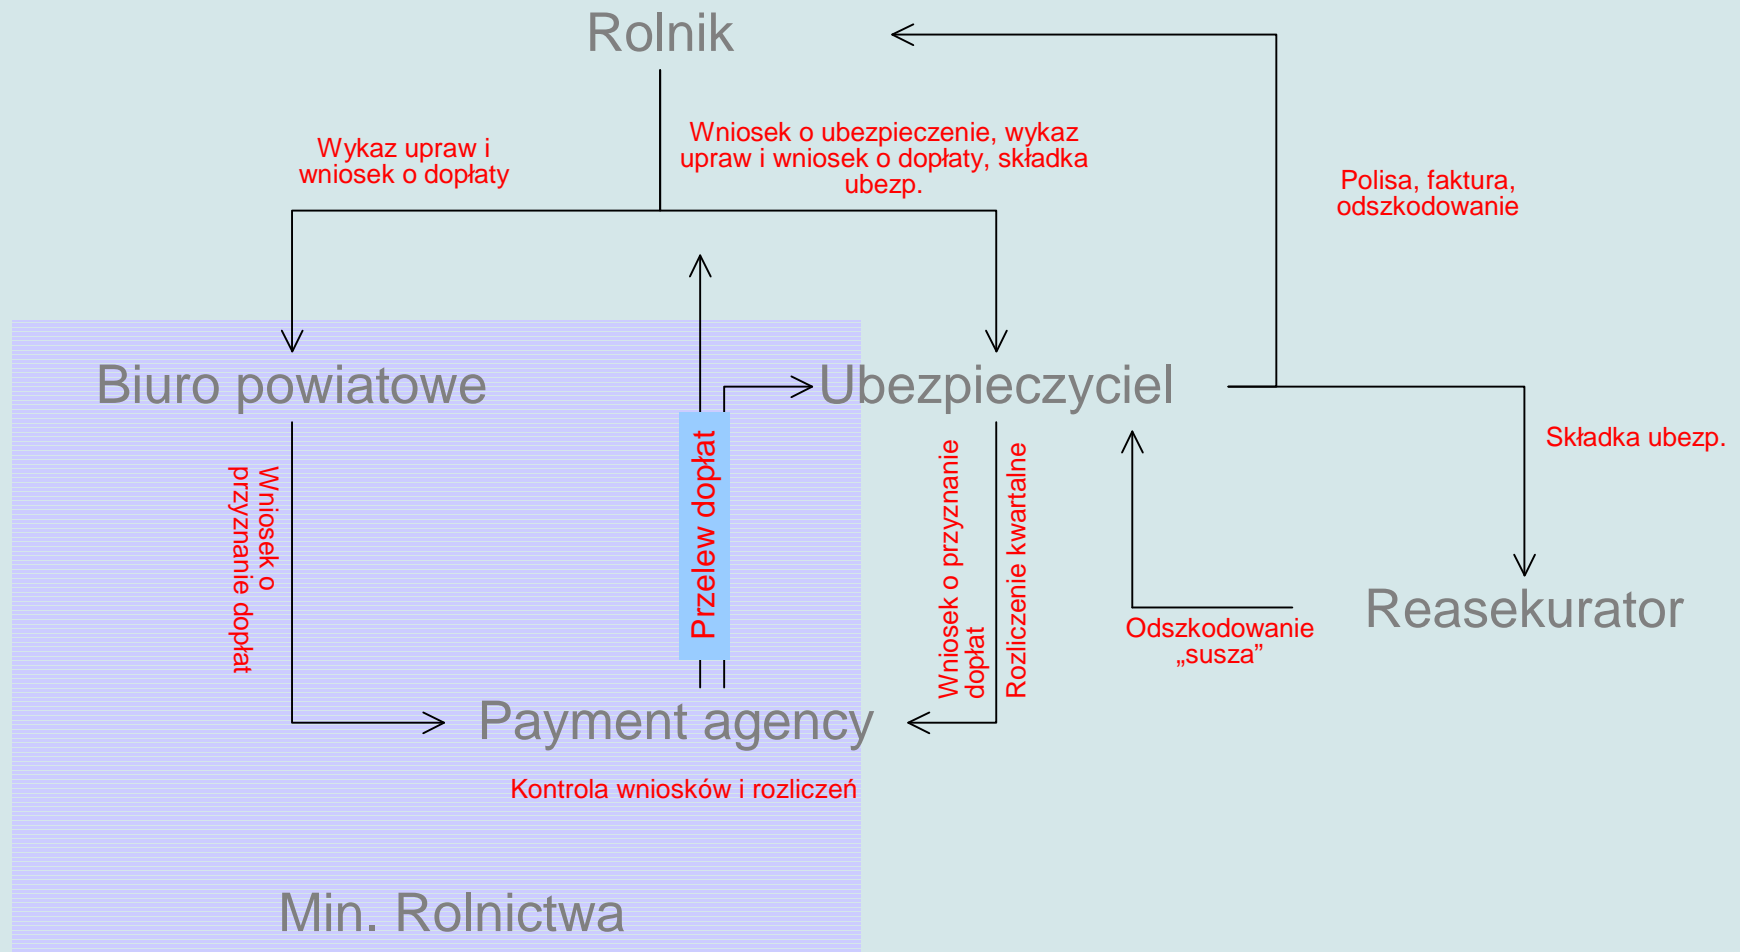 Rolnik
Wykaz upraw i
wniosek o dopłaty
Wniosek o ubezpieczenie, wykaz
upraw i wniosek o dopłaty, składka
ubezp.
Polisa, faktura,
odszkodowanie
Biuro powiatowe
Ubezpieczyciel
Składka ubezp.
Wniosek o
przyznanie dopłat
Przelew dopłat
Wniosek o przyznanie
dopłat
Rozliczenie kwartalne
Reasekurator
Odszkodowanie
„susza”
Payment agency
Kontrola wniosków i rozliczeń
Min. Rolnictwa